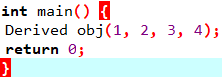 int main() {
Derived obj(1, 2, 3, 4);
return 0;
}